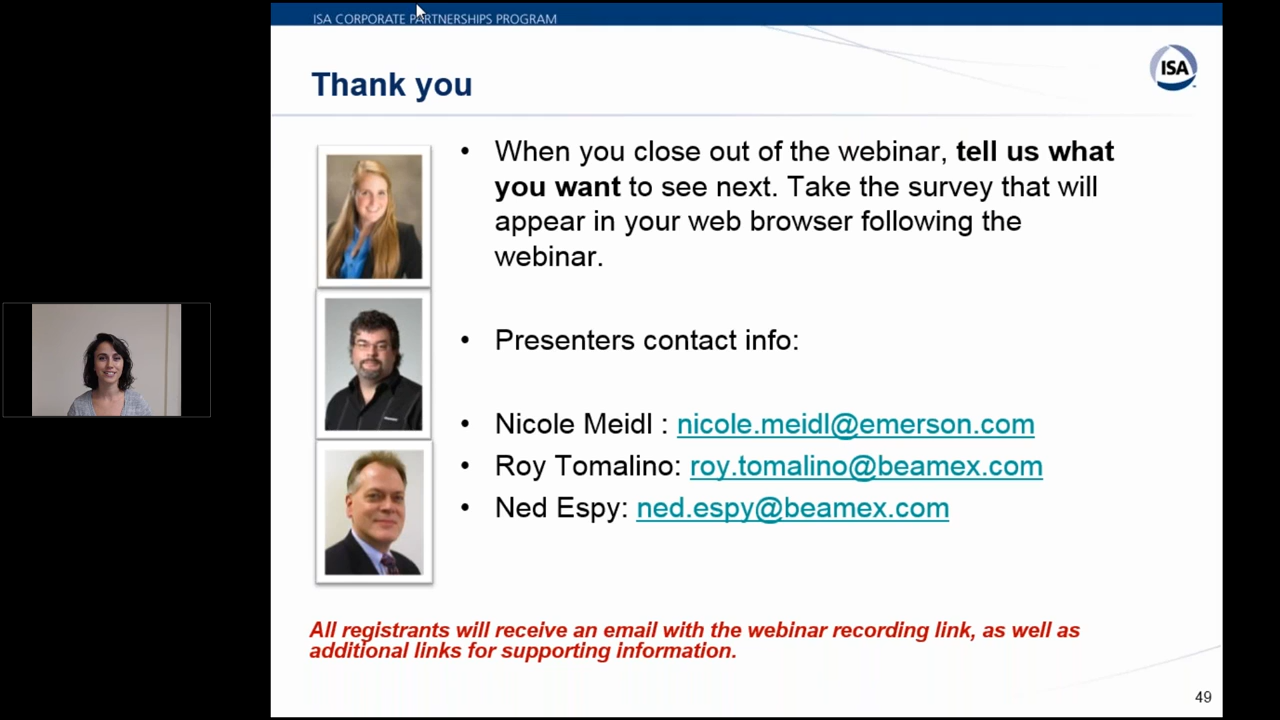 ISA CORPORATE PARTNERSHIPS PROGRAM
Thank you
ISA
• When you close out of the webinar, tell us what
you want to see next. Take the survey that will
appear in your web browser following the
webinar.
• Presenters contact info:
• Nicole Meidl : nicole.meidl@emerson.com
• Roy Tomalino: roy.tomalino@beamex.com
• Ned Espy: ned.espy@beamex.com
All registrants will receive an email with the webinar recording link, as well as
additional links for supporting information.
49